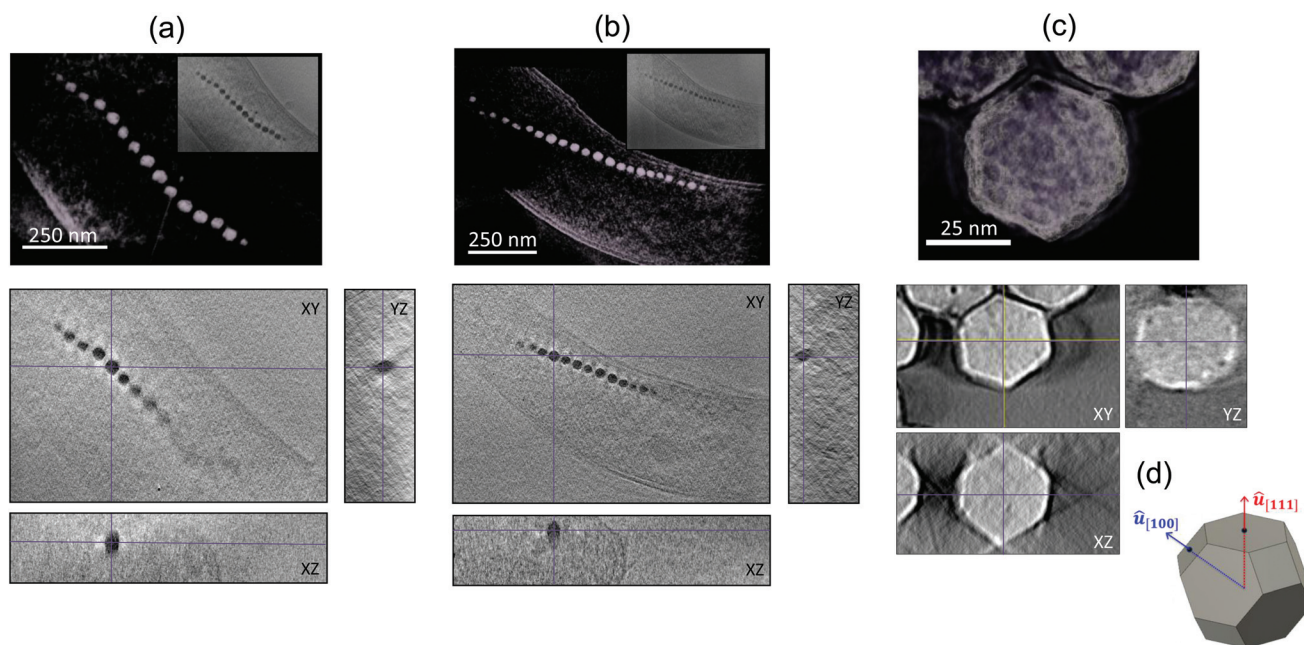 (a)
(b)
(c)
250 nm
250 nm
25 nm
XY
YZ
XY
YZ
XY
YZ
XZ
XZ
XZ
(d)
û[111]
û[100]